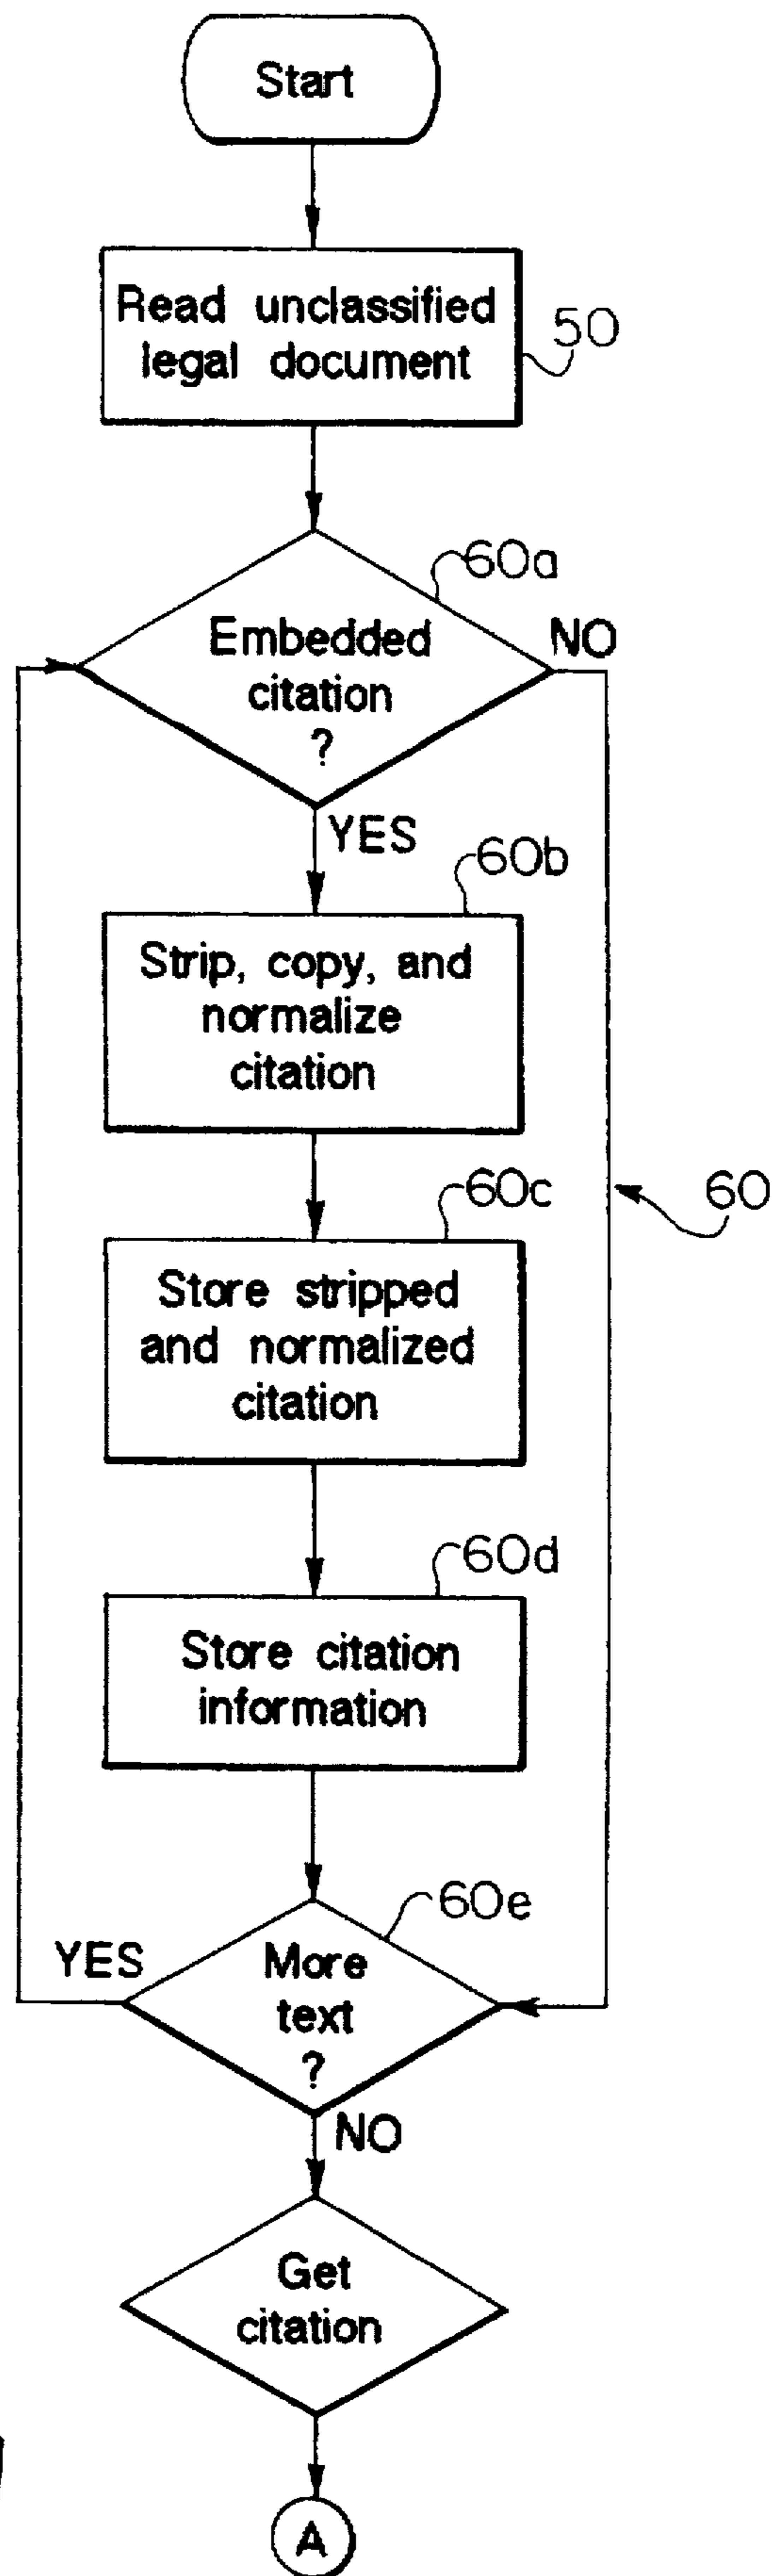 Start
Read unclassified
legal document
50
60a
Embedded
citation
?
NO
YES
60b
Strip, copy, and
normalize
citation
60c
60
Store stripped
and normalized
citation
60d
Store citation
information
60e
YES
More
text
?
NO
Get
citation
A